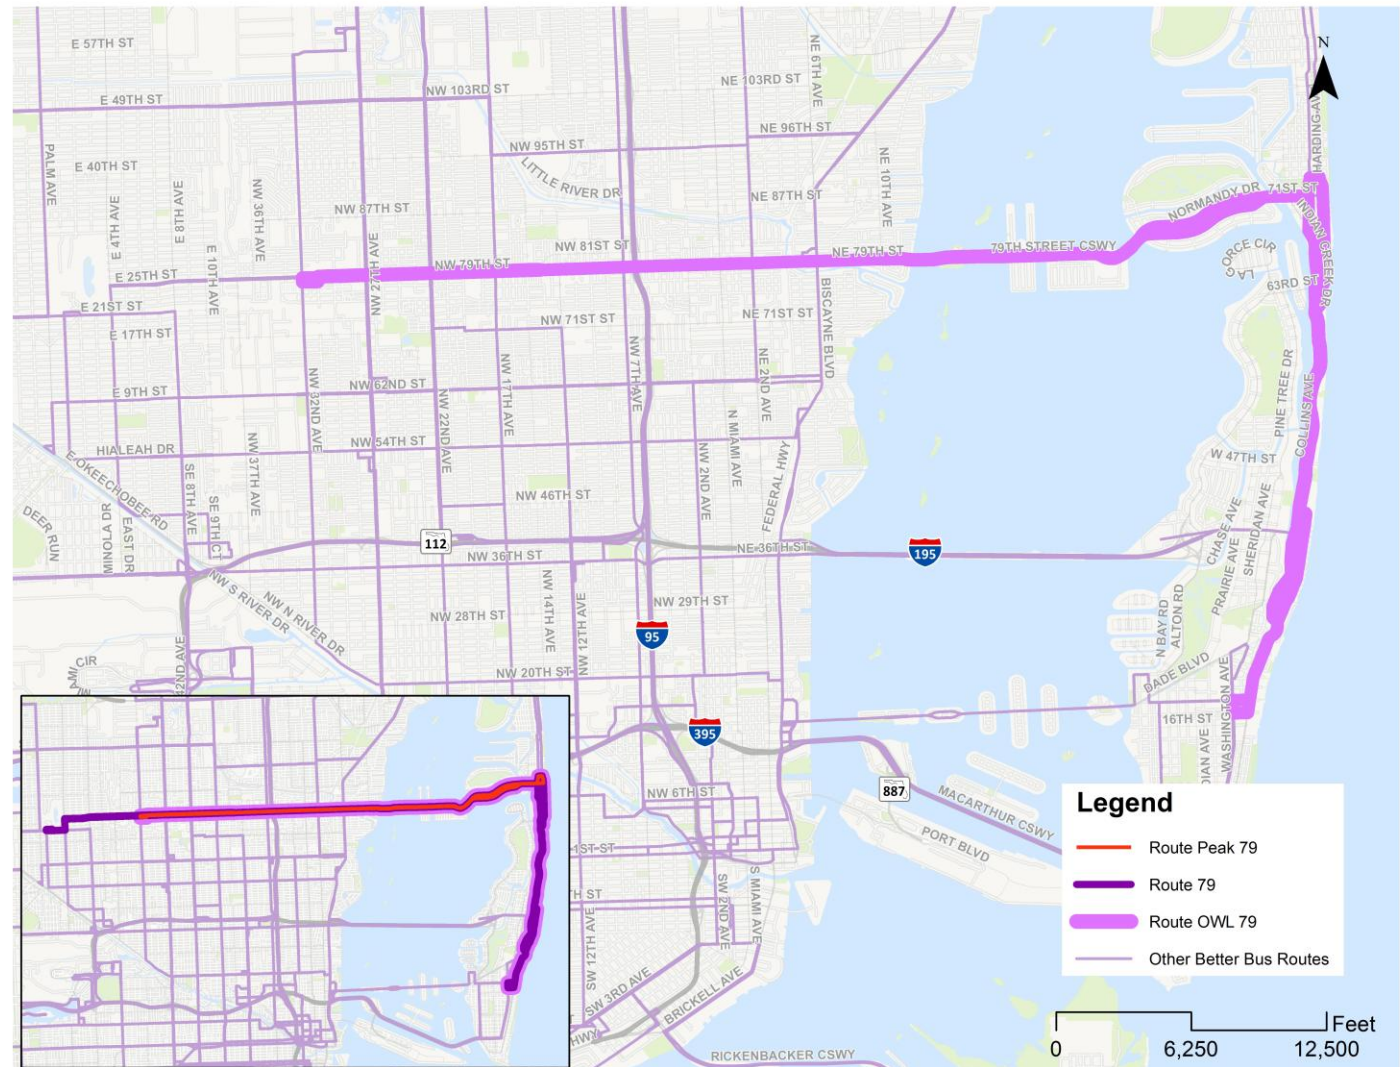 E 57TH ST
N
NE 6TH AVE
NW 103RD ST
NE 103RD ST
HARDING AV
E 49TH ST
NE 96TH ST
NW 95TH ST
PALM AVE
E 40TH ST
LITTLE RIVER DR
NE 10TH AVE
E 4TH AVE
E 8TH AVE
NW 36TH AVE
NE 87TH ST
NORMANDY DR
71ST ST
NW 87TH ST
E 10TH AVE
NW 27TH AVE
NW 81ST ST
NE 79TH ST
79TH STREET CSWY
INDIAN CREEK DR
NW 79TH ST
LA GORCE CIR
E 25TH ST
63RD ST
E 21ST ST
BISCAYNE BLVD
NW 71ST ST
NE 71ST ST
E 17TH ST
NW 7TH AVE
NE 2ND AVE
PINE TREE DR
NW 32ND AVE
NW 62ND ST
NW 17TH AVE
E 9TH ST
NW 22ND AVE
COLLINS AVE
N MIAMI AVE
HIALEAH DR
NW 54TH ST
NW 37TH AVE
FEDERAL HWY
W 47TH ST
E OKEECHOBEE RD
SE 8TH AVE
NW 2ND AVE
SE 9TH CT
NW 46TH ST
CHASE AVE
SHERIDAN AVE
DEER RUN
MINOLA DR
EAST DR
112
NE 36TH ST
195
PRAIRIE AVE
NW 36TH ST
NW S RIVER DR
NW N RIVER DR
NW 14TH AVE
NW 12TH AVE
NW 29TH ST
N BAY RD
ALTON RD
NW 28TH ST
95
42ND AVE
MI CIR
NW 20TH ST
DADE BLVD
WASHINGTON AVE
16TH ST
395
DIAN AVE
NW 6TH ST
887
MACARTHUR CSWY
PORT BLVD
1ST ST
TH ST
S MIAMI AVE
SW 2ND AVE
SW 12TH AVE
SW 3RD AVE
BRICKELL AVE
HWY
RICKENBACKER CSWY
Legend
Route Peak 79
Route 79
Route OWL 79
Other Better Bus Routes
Feet
0 6,250 12,500